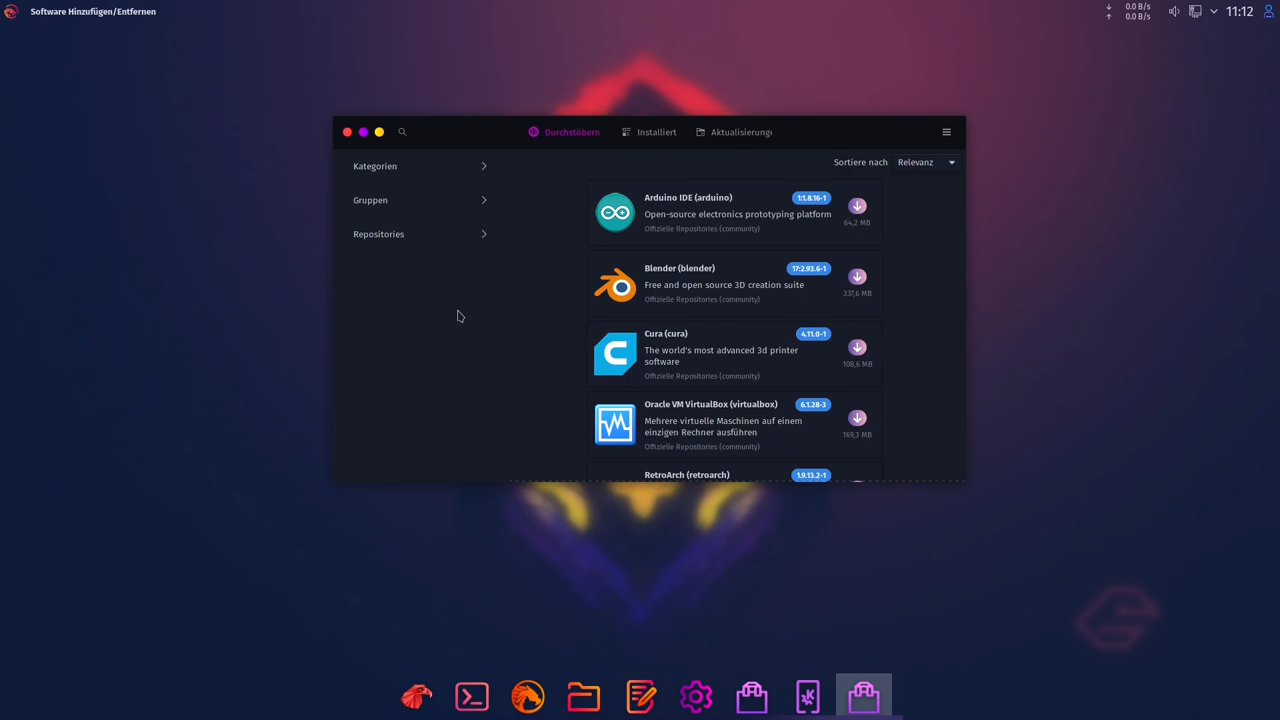 Software Hinzufügen/Entfernen
0.0 B/s
0.0 B/s
11:12
Durchstöbern
Installiert
Aktualisierunge
Kategorien
Gruppen
Repositories
Sortiere nach
Relevanz
Arduino IDE (arduino)
1:1.8.16-1
Open-source electronics prototyping platform
Offizielle Repositories (community)
64,2 MB
Blender (blender)
17:2.93.6-1
Free and open source 3D creation suite
Offizielle Repositories (community)
337,6 MB
Cura (cura)
4.11.0-1
The world's most advanced 3d printer
software
Offizielle Repositories (community)
108,6 MB
Oracle VM VirtualBox (virtualbox)
6.1.28-3
Mehrere virtuelle Maschinen auf einem
einzigen Rechner ausführen
Offizielle Repositories (community)
169,3 MB
RetroArch (retroarch)
1.9.13.2-1